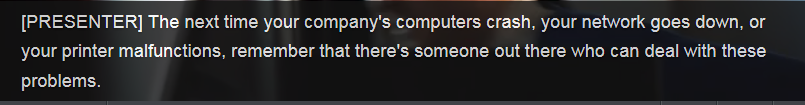 [PRESENTER] The next time your company's computers crash, your network goes down, or
your printer malfunctions, remember that there's someone out there who can deal with these
problems.